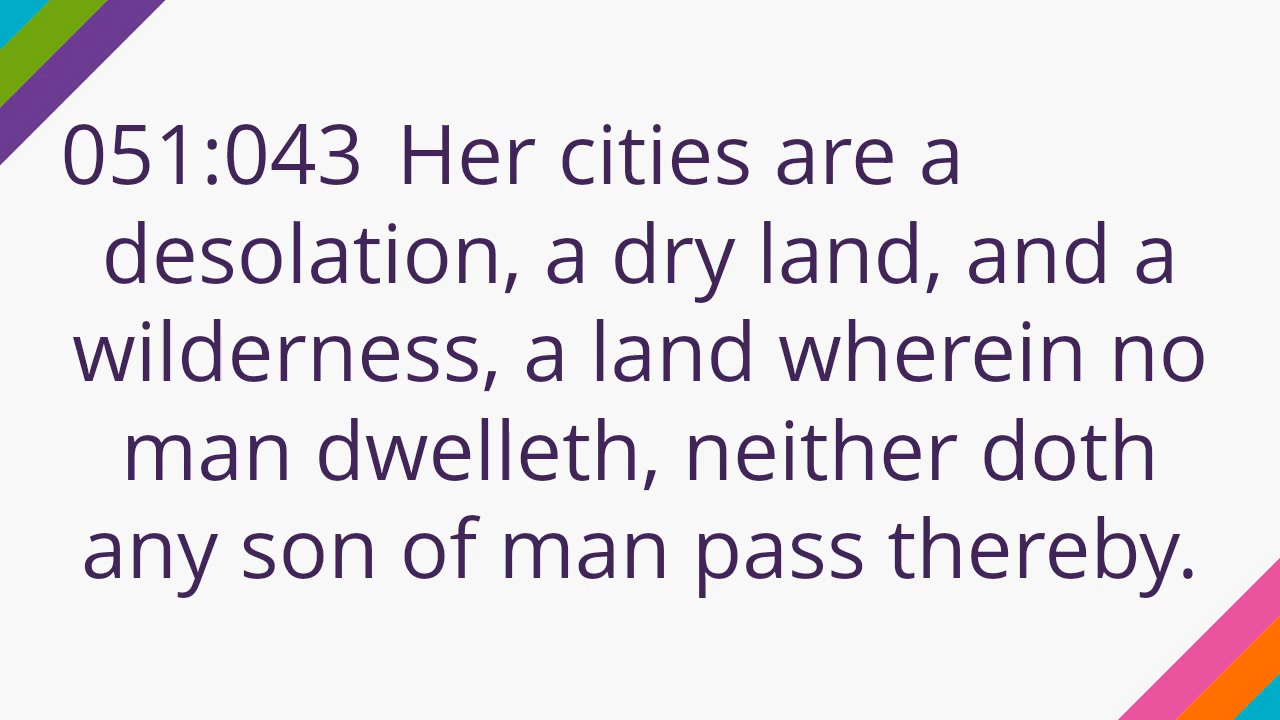 051:043 Her cities are a
desolation, a dry land, and a
wilderness, a land wherein no
man dwelleth, neither doth
any son of man pass thereby.